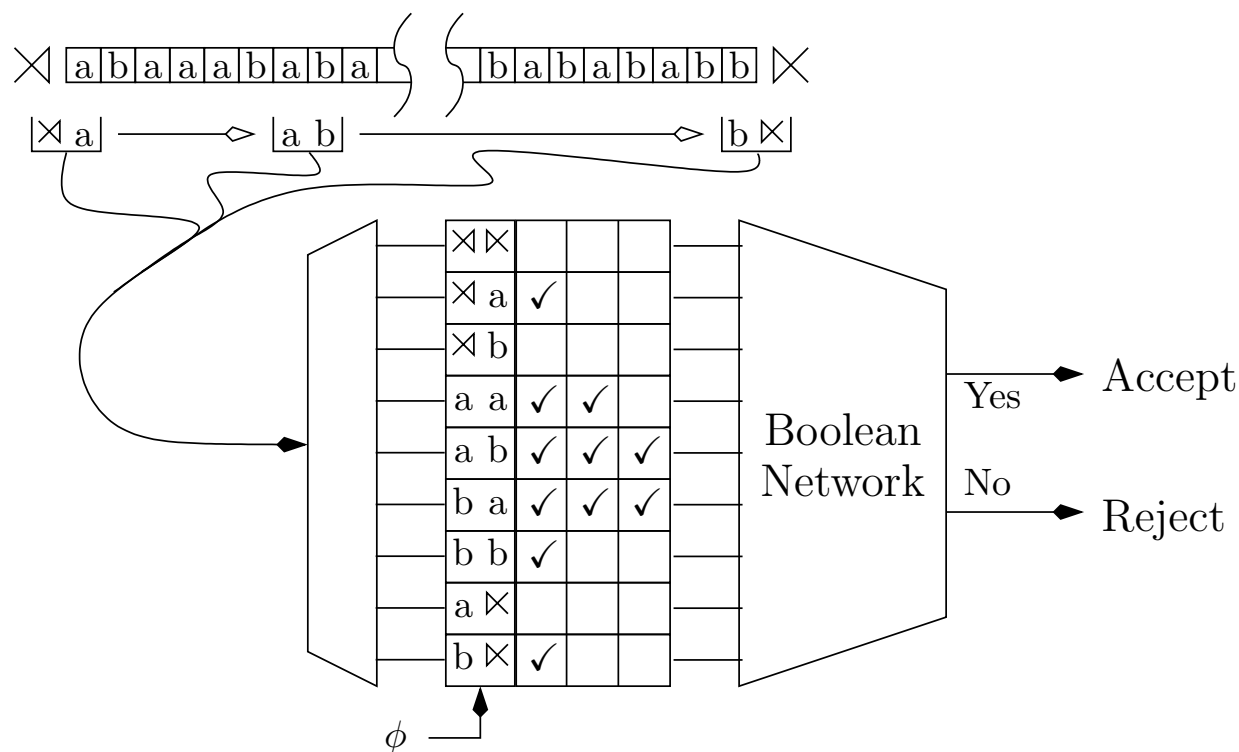 ⋊ a b a a a b a b a b a b a b a b b ⋉
⋊ a a b b ⋉
⋊ ⋉
⋊ a ✓
⋊ b
a a ✓ ✓
a b ✓ ✓ ✓
b a ✓ ✓ ✓
b b ✓
a ⋉
b ⋉ ✓
ϕ
Boolean
Network
Yes
Accept
No
Reject